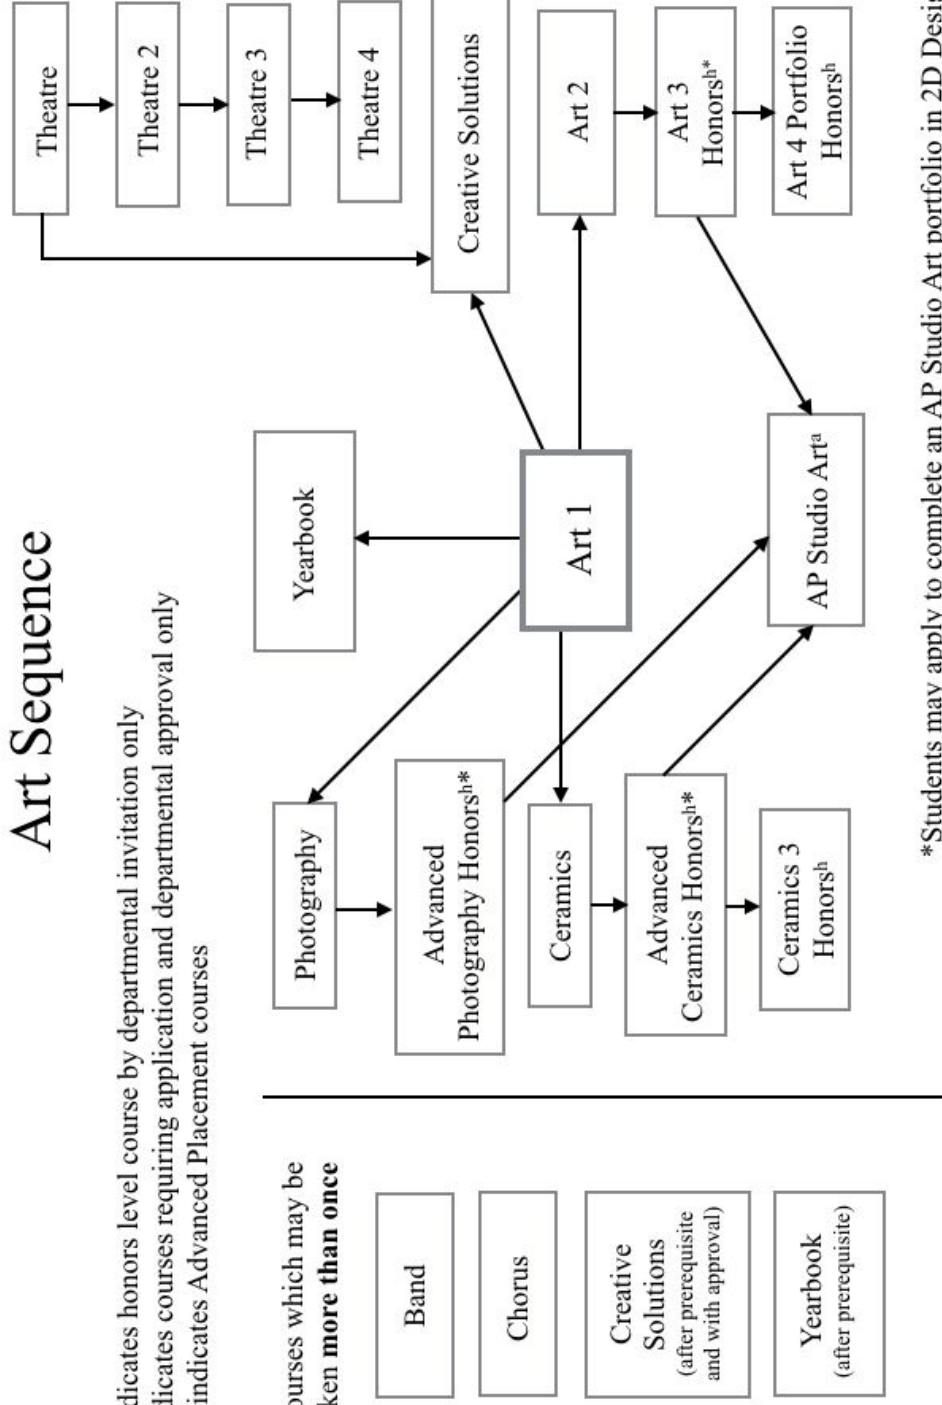 Art Sequence
dicates honors level course by departmental invitation only
dicates courses requiring application and departmental approval only
indicates Advanced Placement courses
ourses which may be
ken more than once
Band
Chorus
Creative
Solutions
(after prerequisite
and with approval)
Yearbook
(after prerequisite)
Photography
Advanced
Photography Honorsʰ*
Ceramics
Advanced
Ceramics Honorsʰ*
Ceramics 3
Honorsʰ
Yearbook
Art 1
AP Studio Artᵃ
Theatre
Theatre 2
Theatre 3
Theatre 4
Creative Solutions
Art 2
Art 3
Honorsʰ*
Art 4 Portfolio
Honorsʰ
*Students may apply to complete an AP Studio Art portfolio in 2D Desig